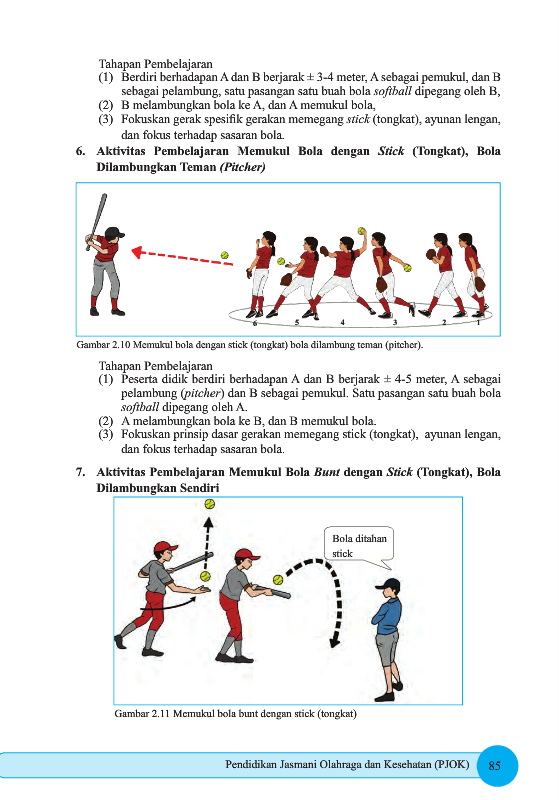 Tahapan Pembelajaran
(1) Berdiri berhadapan A dan B berjarak ± 3-4 meter, A sebagai pemukul, dan B
sebagai pelambung, satu pasangan satu buah bola softball dipegang oleh B,
(2) B melambungkan bola ke A, dan A memukul bola,
(3) Fokuskan gerak spesifik gerakan memegang stick (tongkat), ayunan lengan,
dan fokus terhadap sasaran bola.
6. Aktivitas Pembelajaran Memukul Bola dengan Stick (Tongkat), Bola
Dilambungkan Teman (Pitcher)
6 5 4 3 2 1
Gambar 2.10 Memukul bola dengan stick (tongkat) bola dilambung teman (pitcher).
Tahapan Pembelajaran
(1) Peserta didik berdiri berhadapan A dan B berjarak ± 4-5 meter, A sebagai
pelambung (pitcher) dan B sebagai pemukul. Satu pasangan satu buah bola
softball dipegang oleh A.
(2) A melambungkan bola ke B, dan B memukul bola.
(3) Fokuskan prinsip dasar gerakan memegang stick (tongkat), ayunan lengan,
dan fokus terhadap sasaran bola.
7. Aktivitas Pembelajaran Memukul Bola Bunt dengan Stick (Tongkat), Bola
Dilambungkan Sendiri
Bola ditahan
stick
Gambar 2.11 Memukul bola bunt dengan stick (tongkat)
Pendidikan Jasmani Olahraga dan Kesehatan (PJOK) 85